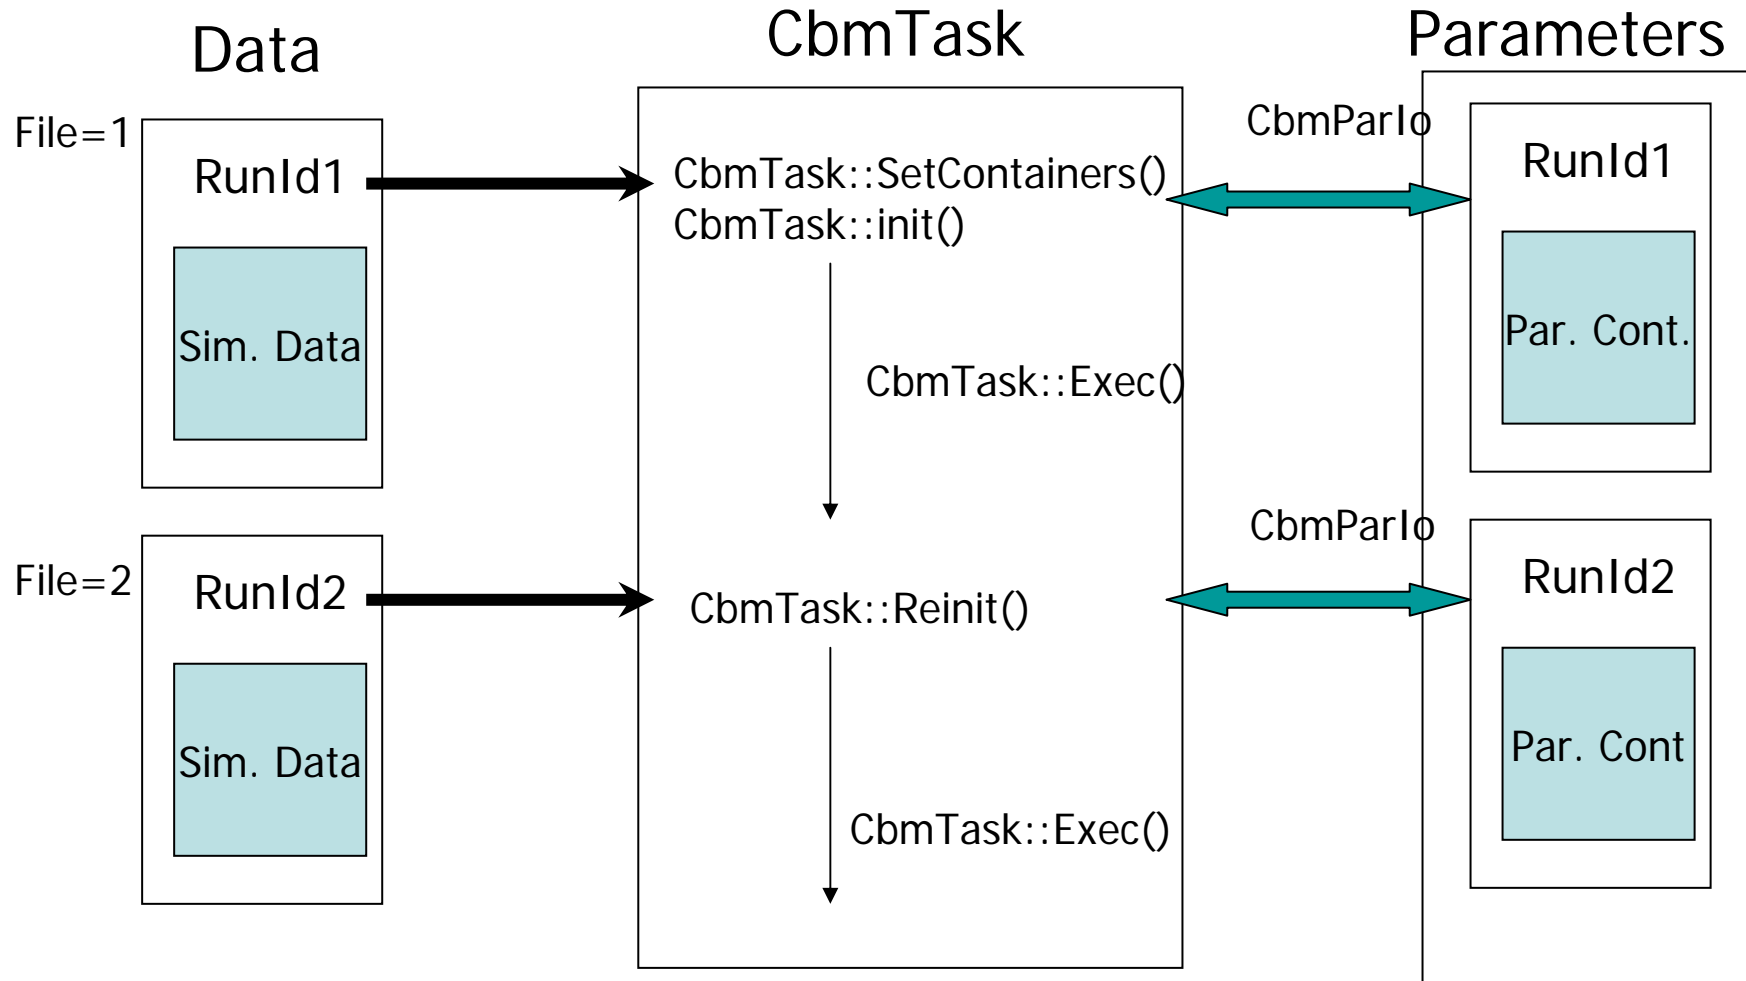 Data
CbmTask
Parameters
File=1
RunId1
Sim. Data
CbmTask::SetContainers()
CbmTask::init()
CbmTask::Exec()
CbmParIo
RunId1
Par. Cont.
File=2
RunId2
Sim. Data
CbmTask::Reinit()
CbmTask::Exec()
CbmParIo
RunId2
Par. Cont